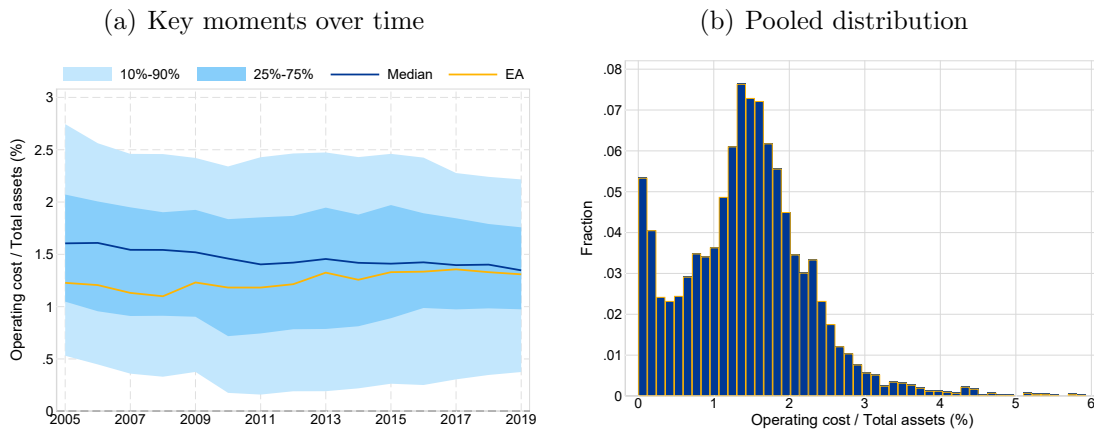 (a) Key moments over time
10%-90% 25%-75% Median EA
Operating cost / Total assets (%)
3
2.5
2
1.5
1
.5
0
2005 2007 2009 2011 2013 2015 2017 2019
(b) Pooled distribution
Fraction
.08
.07
.06
.05
.04
.03
.02
.01
0
0 1 2 3 4 5 6
Operating cost / Total assets (%)